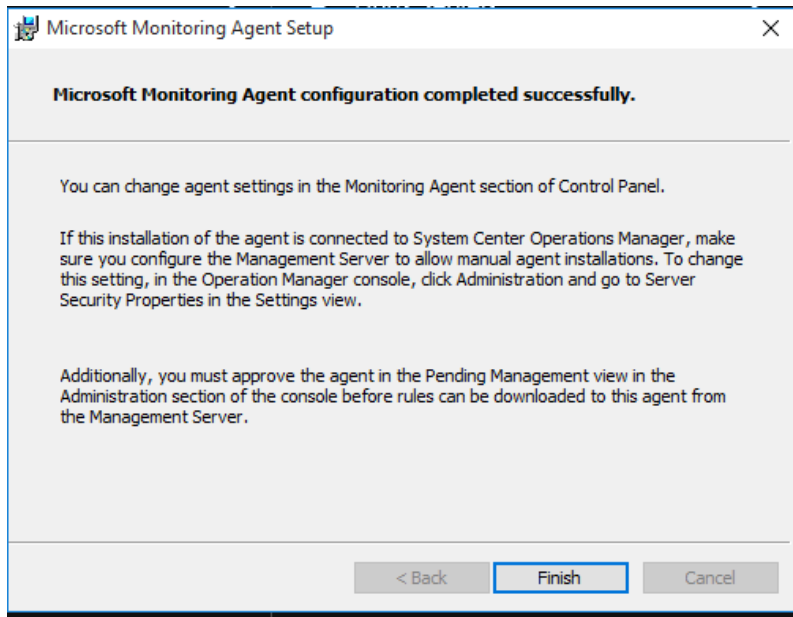 Microsoft Monitoring Agent Setup
Microsoft Monitoring Agent configuration completed successfully.
You can change agent settings in the Monitoring Agent section of Control Panel.
If this installation of the agent is connected to System Center Operations Manager, make
sure you configure the Management Server to allow manual agent installations. To change
this setting, in the Operation Manager console, click Administration and go to Server
Security Properties in the Settings view.
Additionally, you must approve the agent in the Pending Management view in the
Administration section of the console before rules can be downloaded to this agent from
the Management Server.
< Back Finish Cancel